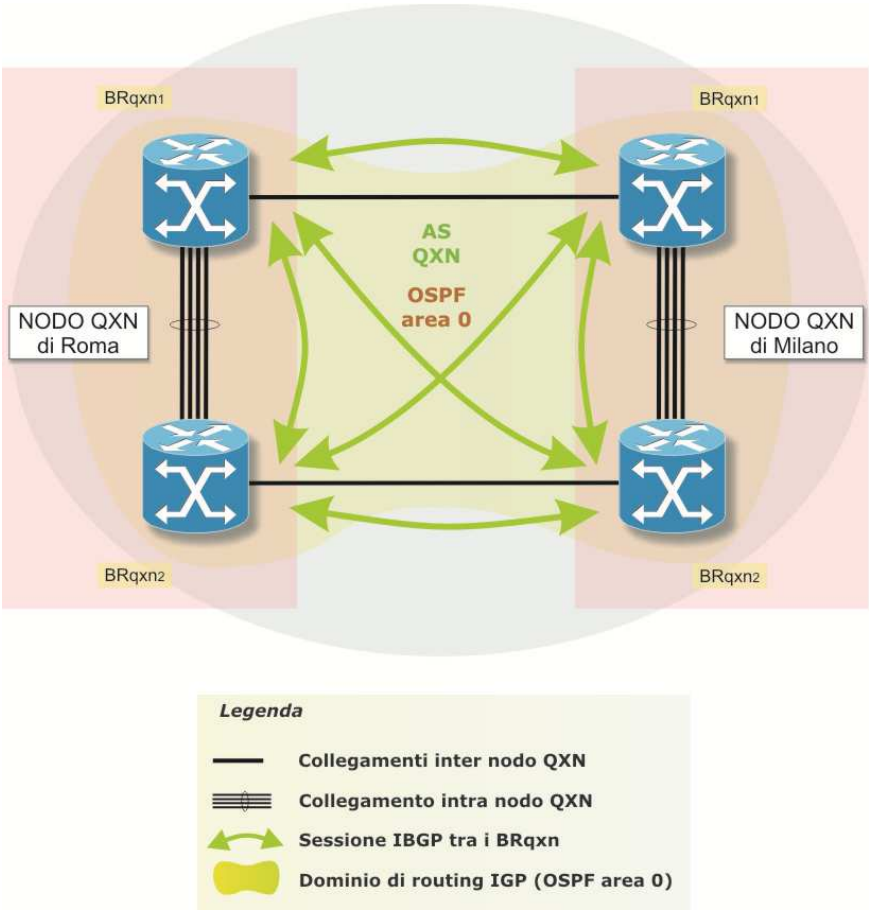 BRqxn1
BRqxn1
AS
QXN
OSPF
area 0
NODO QXN
di Roma
NODO QXN
di Milano
BRqxn2
BRqxn2
Legenda
Collegamenti inter nodo QXN
Collegamento intra nodo QXN
Sessione IBGP tra i BRqxn
Dominio di routing IGP (OSPF area 0)